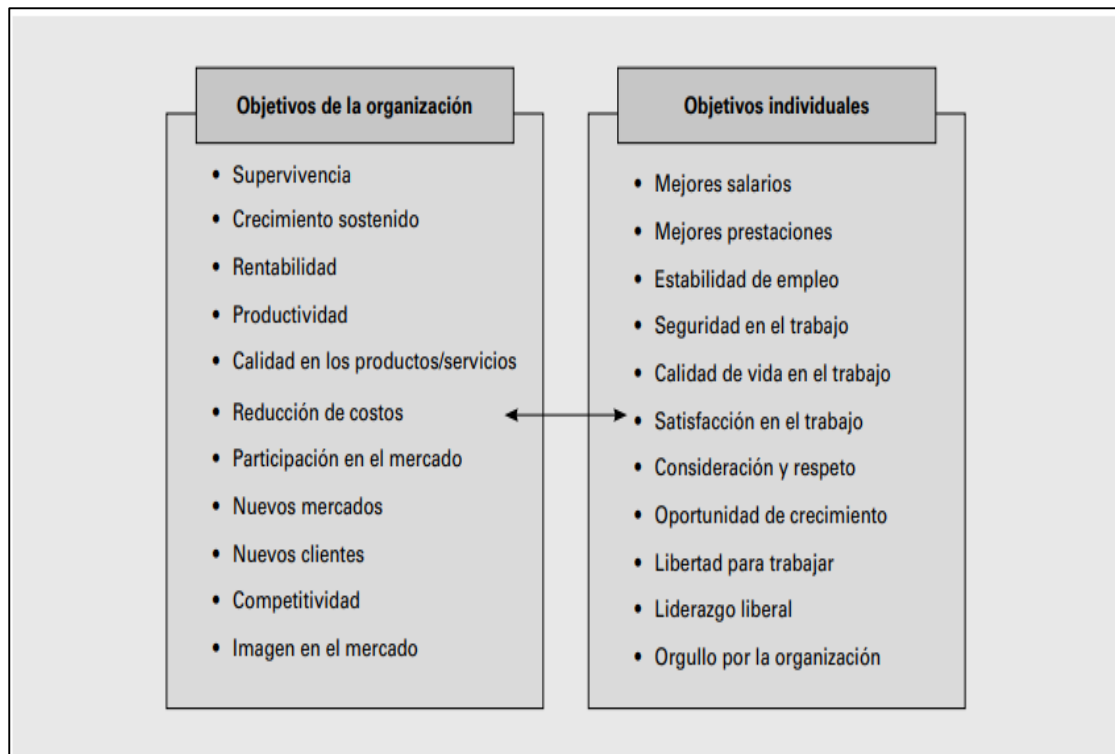 Objetivos de la organización
• Supervivencia
• Crecimiento sostenido
• Rentabilidad
• Productividad
• Calidad en los productos/servicios
• Reducción de costos
• Participación en el mercado
• Nuevos mercados
• Nuevos clientes
• Competitividad
• Imagen en el mercado
Objetivos individuales
• Mejores salarios
• Mejores prestaciones
• Estabilidad de empleo
• Seguridad en el trabajo
• Calidad de vida en el trabajo
• Satisfacción en el trabajo
• Consideración y respeto
• Oportunidad de crecimiento
• Libertad para trabajar
• Liderazgo liberal
• Orgullo por la organización